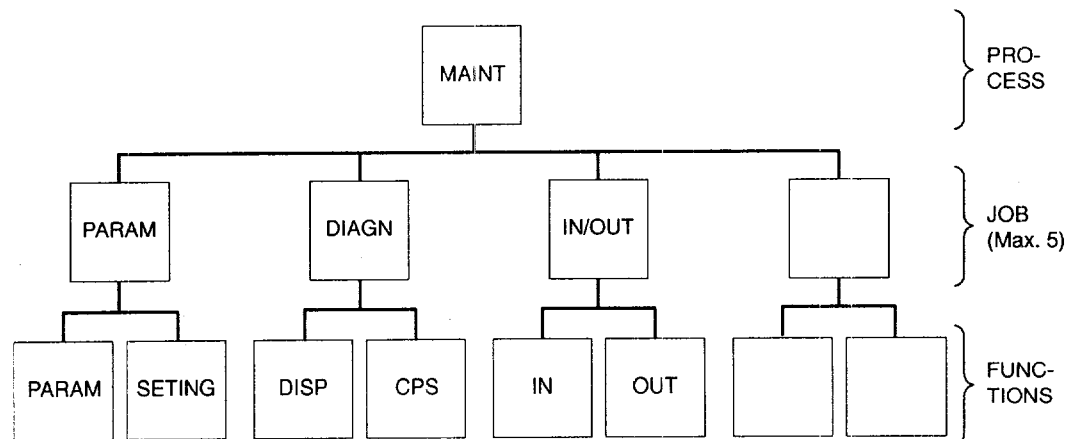 MAINT
PRO-
CESS
PARAM
DIAGN
IN/OUT
JOB
(Max. 5)
PARAM
SETING
DISP
CPS
IN
OUT
FUNC-
TIONS